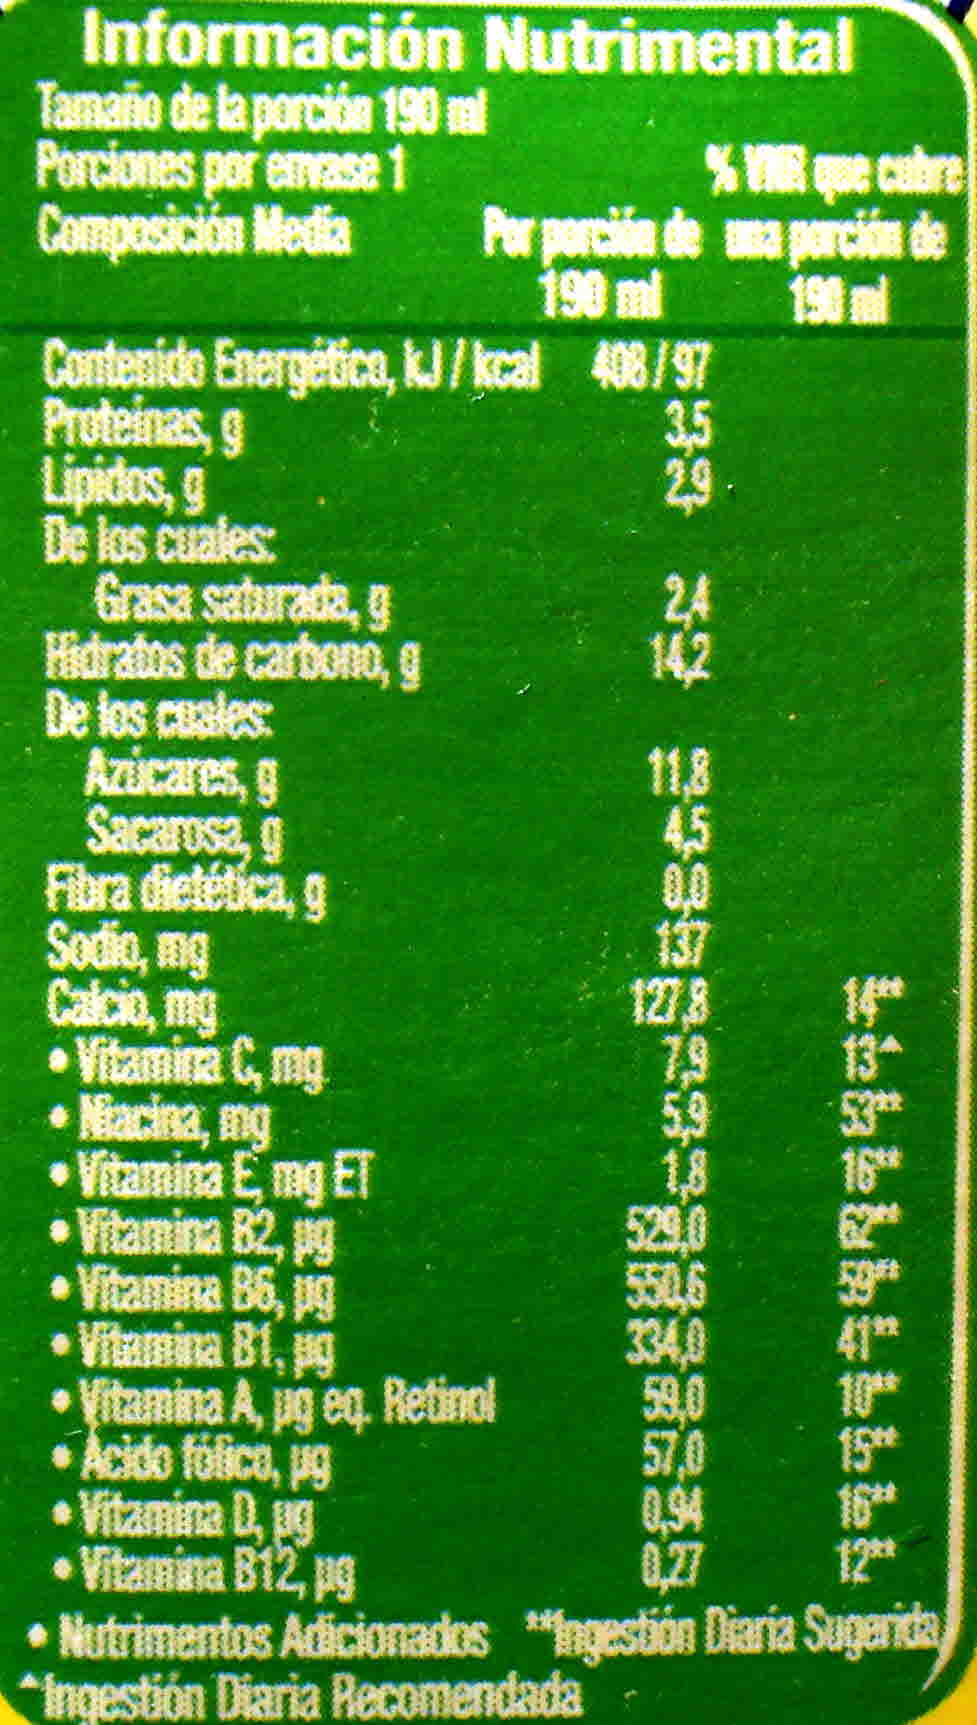 Información Nutrimental
Tamaño de la porción 190 ml
Porciones por envase 1 % VNR que cubre
Composición Media Por porción de una porción de
190 ml 190 ml
Contenido Energético, kJ / kcal 408 / 97
Proteínas, g 3,5
Lípidos, g 2,9
De los cuales:
Grasa saturada, g 2,4
Hidratos de carbono, g 14,2
De los cuales:
Azúcares, g 11,8
Sacarosa, g 4,5
Fibra dietética, g 0,0
Sodio, mg 137
Calcio, mg 127,8 14**
• Vitamina C, mg 7,9 13▲
• Niacina, mg 5,9 53**
• Vitamina E, mg ET 1,8 16**
• Vitamina B2, µg 529,0 62**
• Vitamina B6, µg 550,6 59**
• Vitamina B1, µg 334,0 41**
• Vitamina A, µg eq. Retinol 59,0 10**
• Ácido fólico, µg 57,0 15**
• Vitamina D, µg 0,94 16**
• Vitamina B12, µg 0,27 12**
• Nutrimentos Adicionados **Ingestión Diaria Sugerida
▲Ingestión Diaria Recomendada